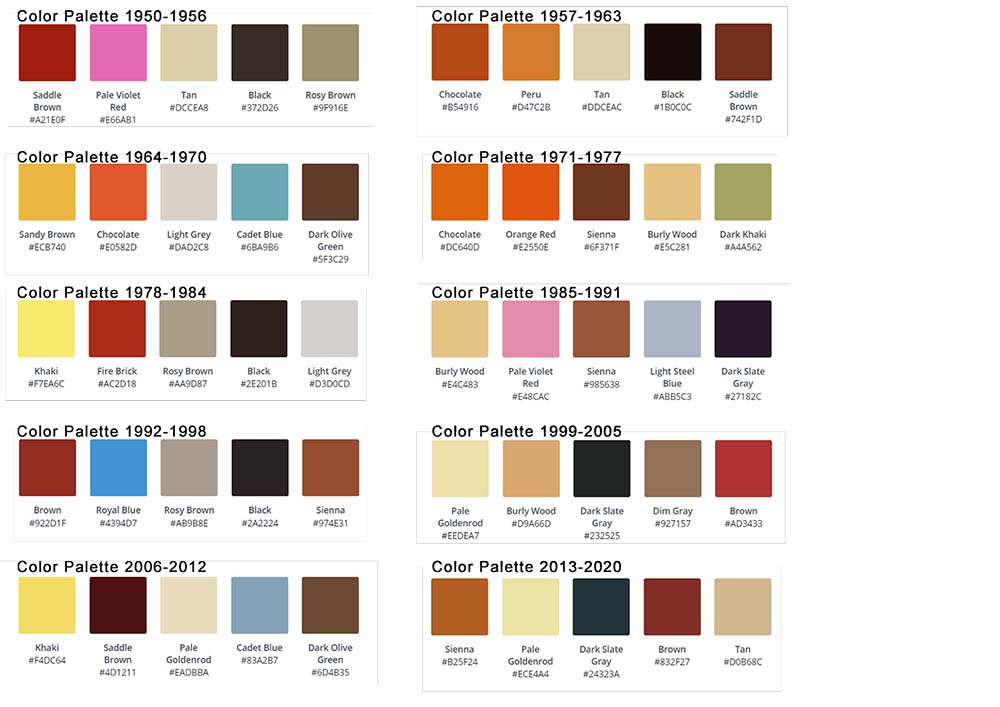 Color Palette 1950-1956
Saddle Brown #A21E0F
Pale Violet Red #E66AB1
Tan #DCCEA8
Black #372D26
Rosy Brown #9F916E
Color Palette 1957-1963
Chocolate #B54916
Peru #D47C2B
Tan #DDCEAC
Black #1B0C0C
Saddle Brown #742F1D
Color Palette 1964-1970
Sandy Brown #ECB740
Chocolate #E0582D
Light Grey #DAD2C8
Cadet Blue #6BA9B6
Dark Olive Green #5F3C29
Color Palette 1971-1977
Chocolate #DC640D
Orange Red #E2550E
Sienna #6F371F
Burly Wood #E5C281
Dark Khaki #A4A562
Color Palette 1978-1984
Khaki #F7EA6C
Fire Brick #AC2D18
Rosy Brown #AA9D87
Black #2E201B
Light Grey #D3D0CD
Color Palette 1985-1991
Burly Wood #E4C483
Pale Violet Red #E48CAC
Sienna #985638
Light Steel Blue #ABB5C3
Dark Slate Gray #27182C
Color Palette 1992-1998
Brown #922D1F
Royal Blue #4394D7
Rosy Brown #AB9B8E
Black #2A2224
Sienna #974E31
Color Palette 1999-2005
Pale Goldenrod #EEDEA7
Burly Wood #D9A66D
Dark Slate Gray #232525
Dim Gray #927157
Brown #AD3433
Color Palette 2006-2012
Khaki #F4DC64
Saddle Brown #4D1211
Pale Goldenrod #EADBBA
Cadet Blue #83A2B7
Dark Olive Green #6D4B35
Color Palette 2013-2020
Sienna #B25F24
Pale Goldenrod #ECE4A4
Dark Slate Gray #24323A
Brown #832F27
Tan #D0B68C